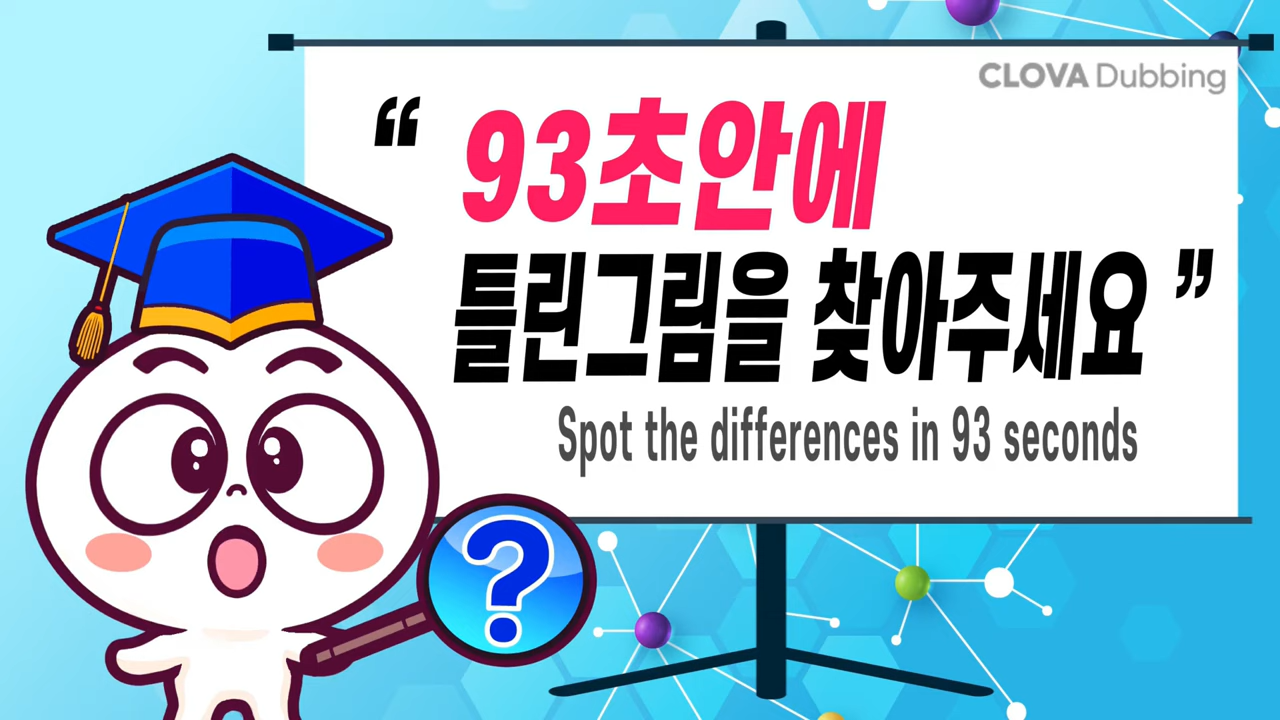 CLOVA Dubbing
“ 93초안에
틀린그림을 찾아주세요 ”
Spot the differences in 93 seconds
?